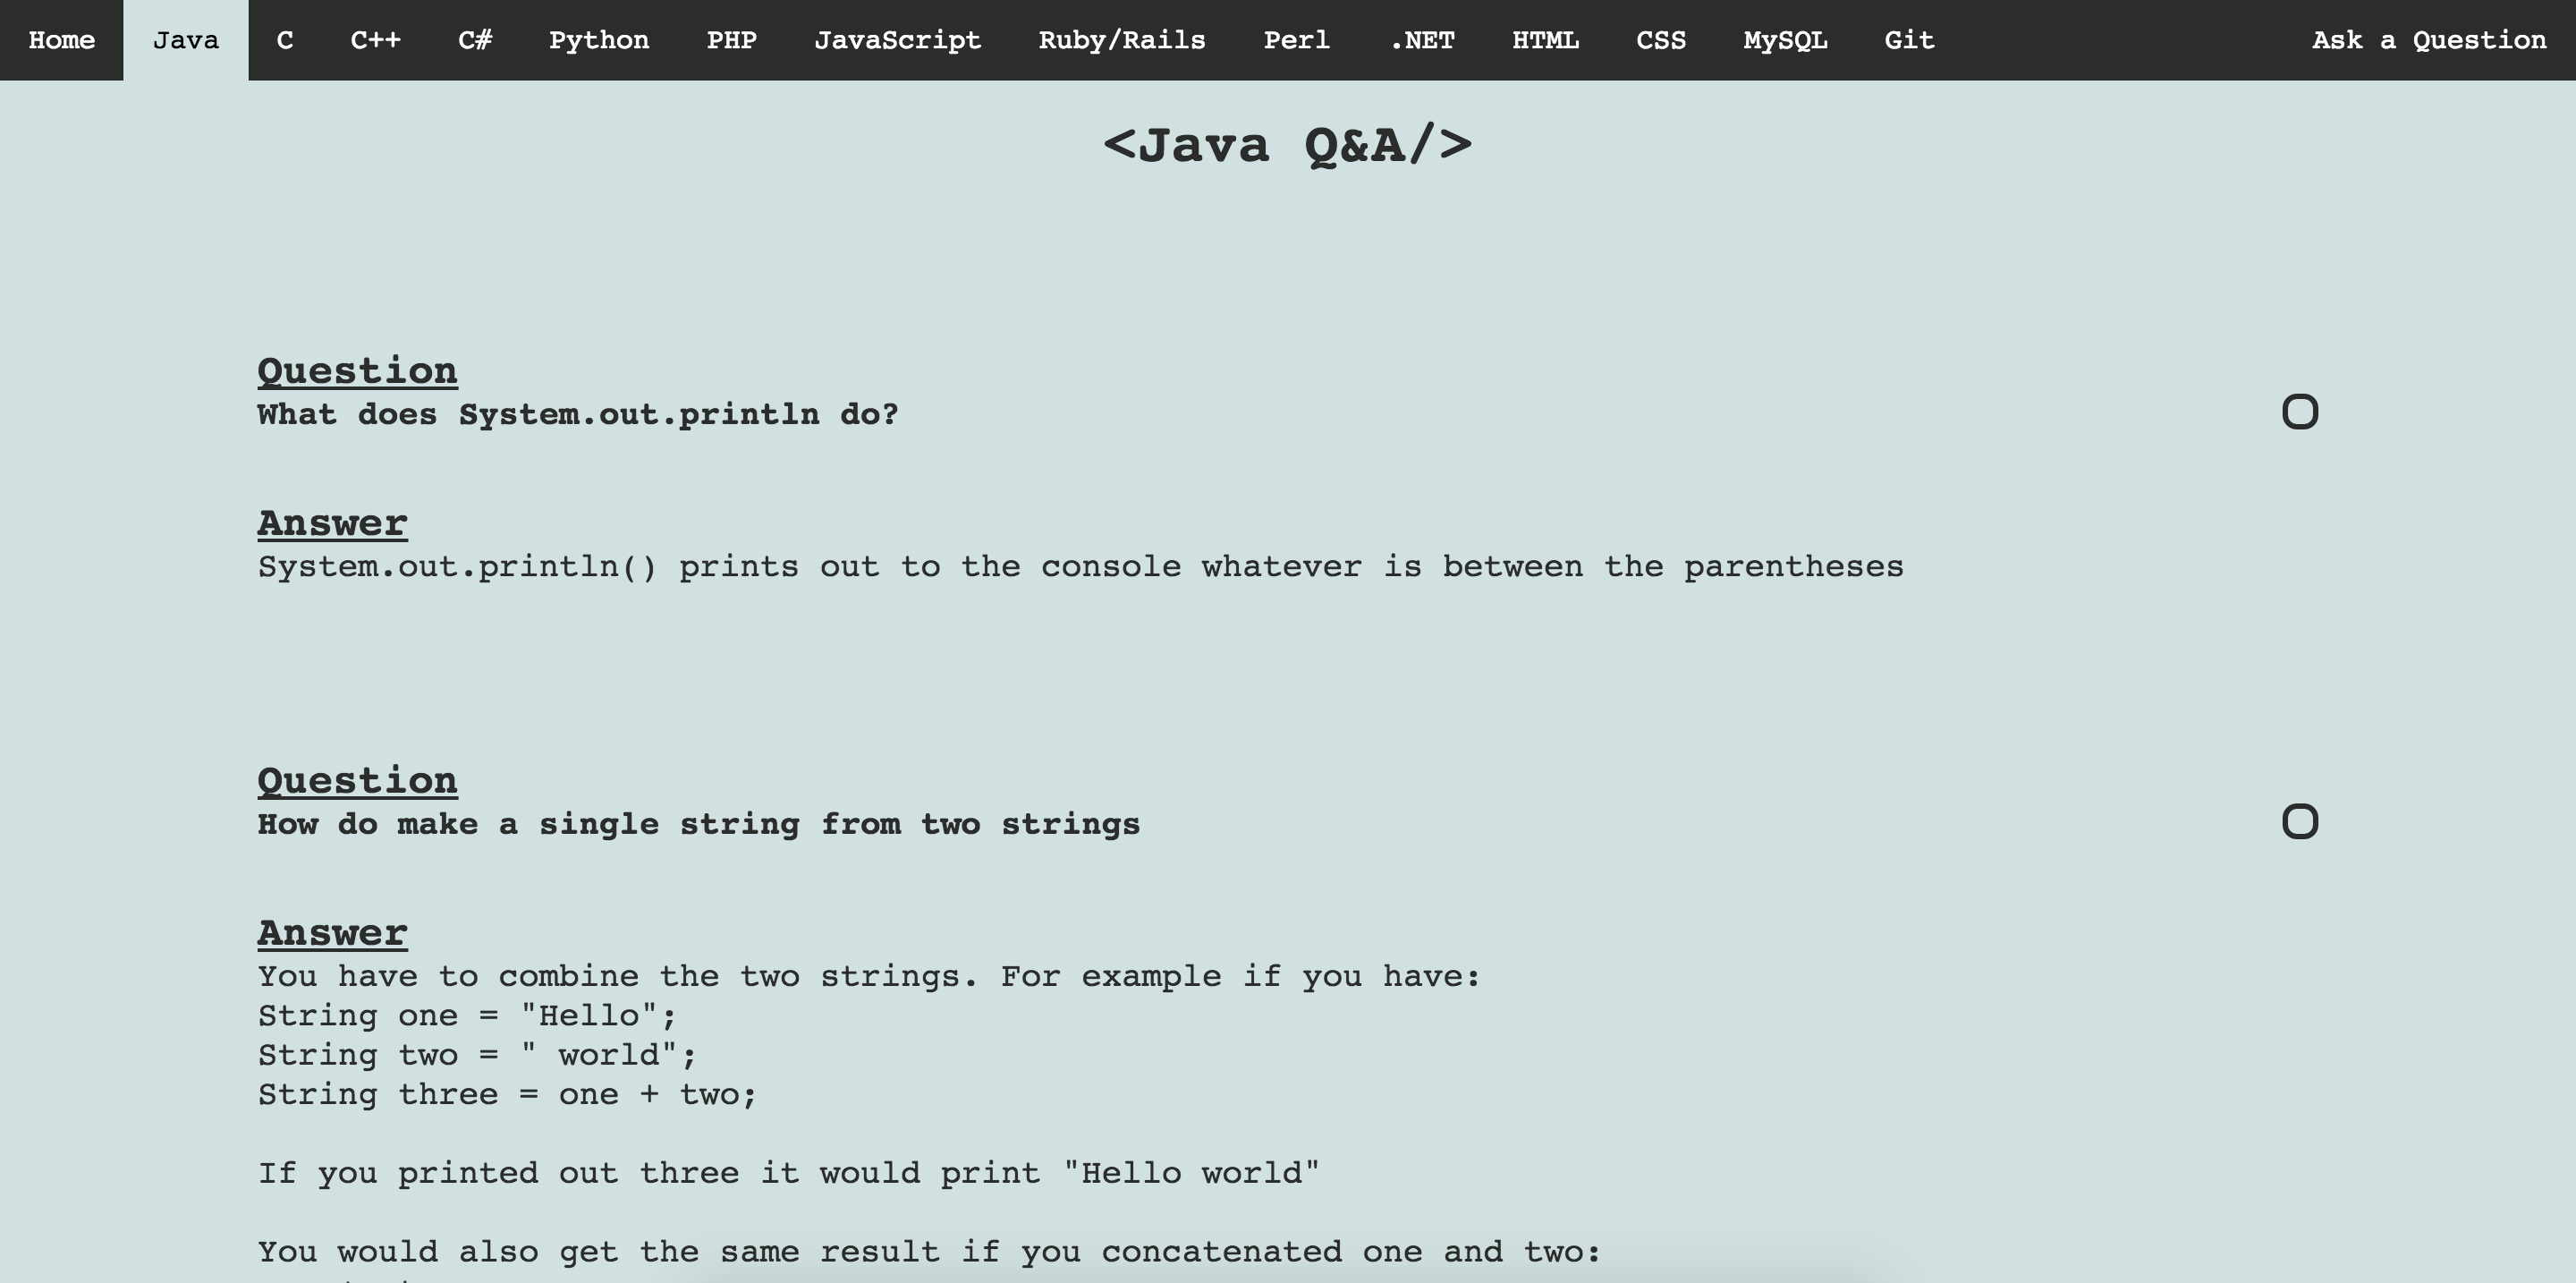 Home Java C C++ C# Python PHP JavaScript Ruby/Rails Perl .NET HTML CSS MySQL Git Ask a Question
<Java Q&A/>
Question
What does System.out.println do?
Answer
System.out.println() prints out to the console whatever is between the parentheses
Question
How do make a single string from two strings
Answer
You have to combine the two strings. For example if you have:
String one = "Hello";
String two = " world";
String three = one + two;
If you printed out three it would print "Hello world"
You would also get the same result if you concatenated one and two: